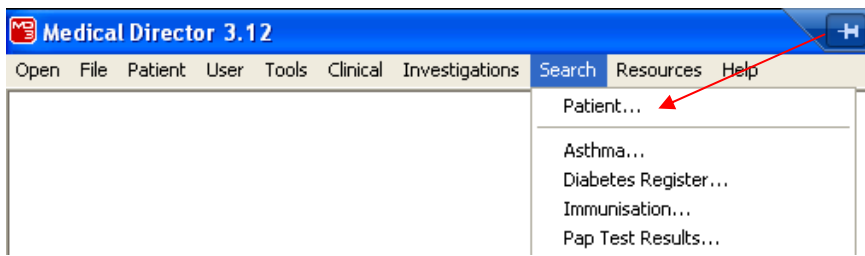 Medical Director 3.12
Open File Patient User Tools Clinical Investigations Search Resources Help
Patient...
Asthma...
Diabetes Register...
Immunisation...
Pap Test Results...